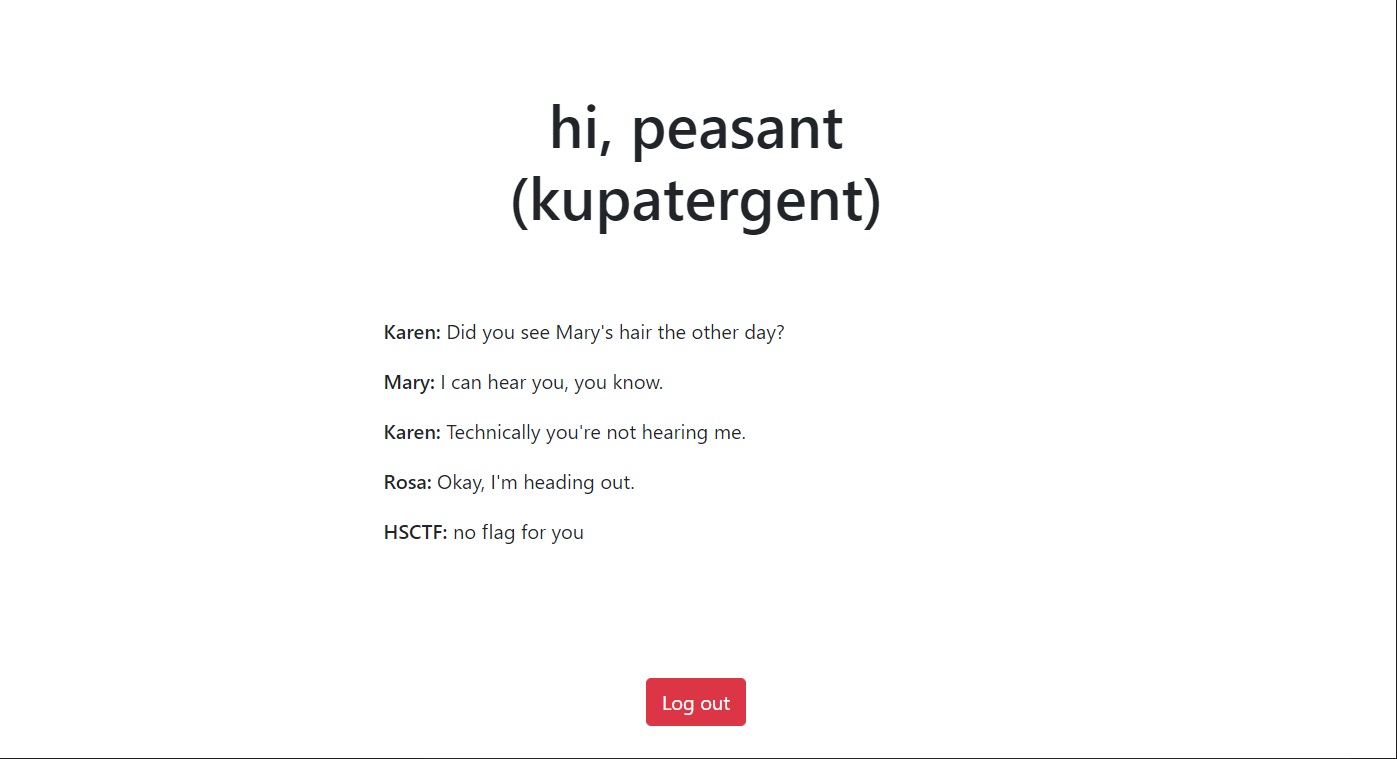 hi, peasant
(kupatergent)
Karen: Did you see Mary's hair the other day?
Mary: I can hear you, you know.
Karen: Technically you're not hearing me.
Rosa: Okay, I'm heading out.
HSCTF: no flag for you
Log out